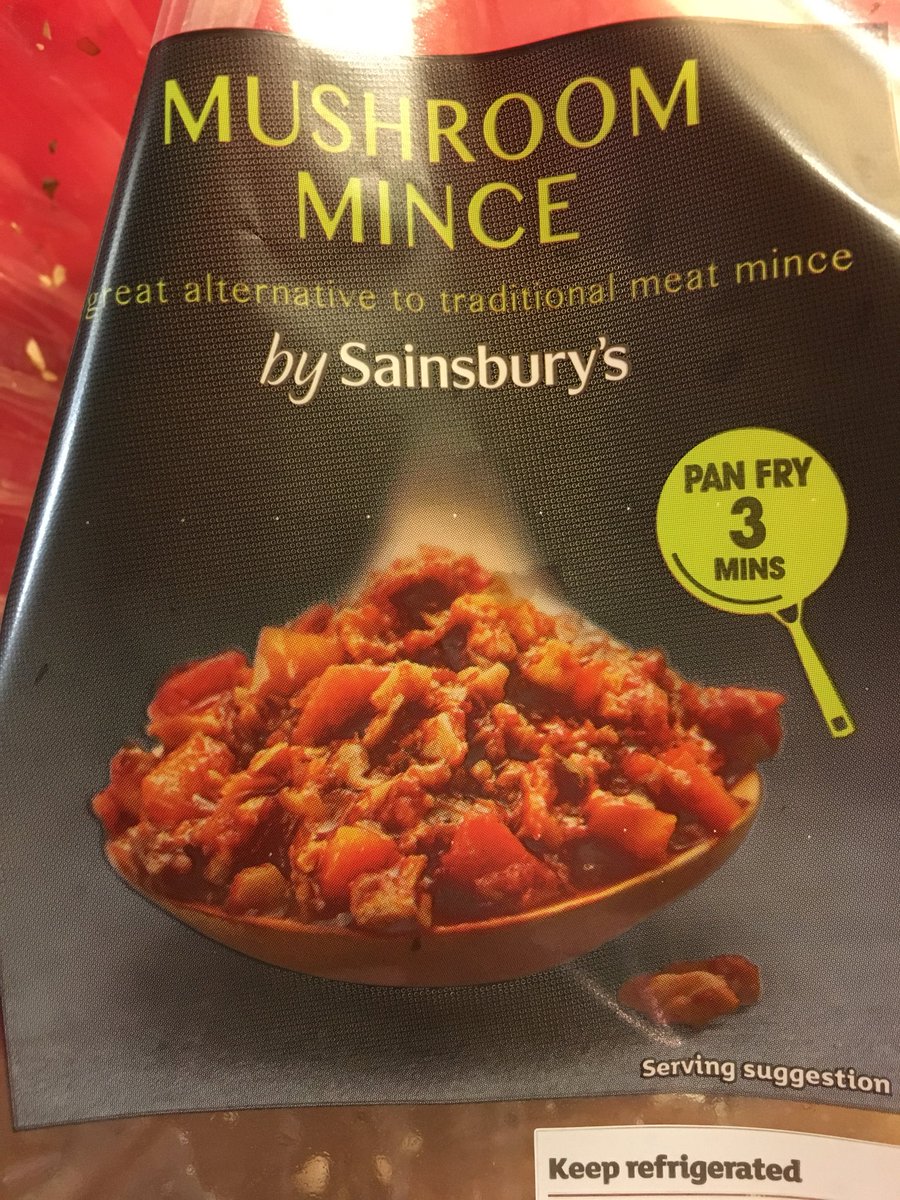 MUSHROOM
MINCE
great alternative to traditional meat mince
by Sainsbury's
PAN FRY
3
MINS
Serving suggestion
Keep refrigerated